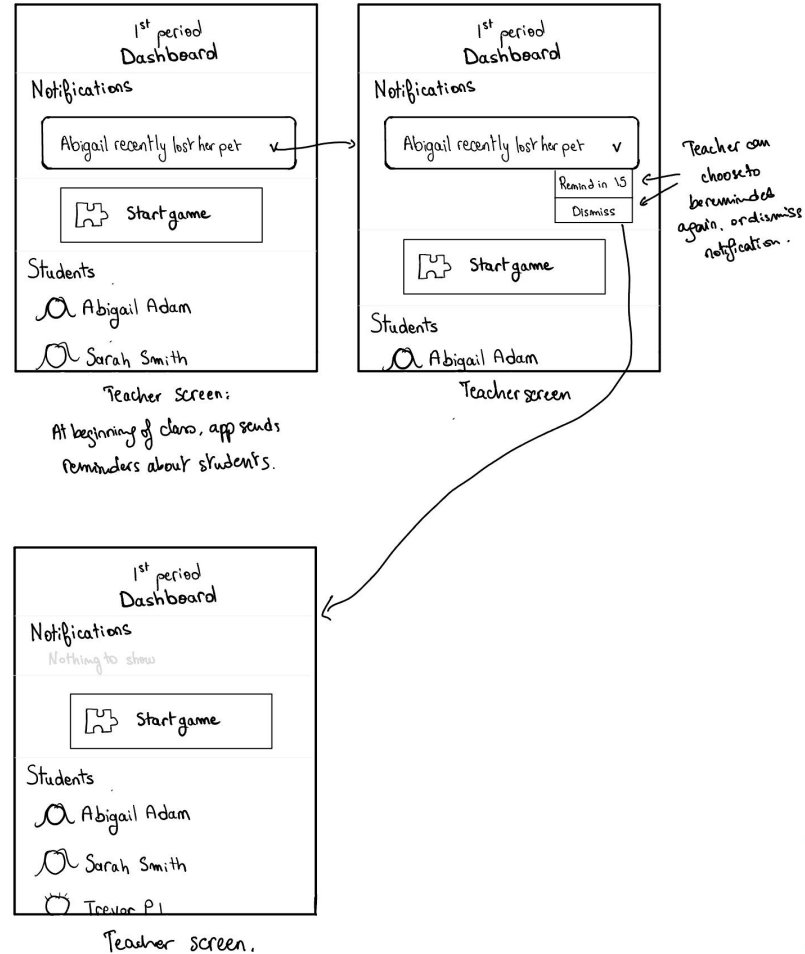 1st period
Dashboard
Notifications
Abigail recently lost her pet v
Start game
Students
Abigail Adam
Sarah Smith
Teacher screen:
At beginning of class, app sends
reminders about students.
1st period
Dashboard
Notifications
Abigail recently lost her pet v
Remind in 15
Dismiss
Start game
Students
Abigail Adam
Teacher screen
Teacher can
choose to
be reminded
again, or dismiss
notification.
1st period
Dashboard
Notifications
Nothing to show
Start game
Students
Abigail Adam
Sarah Smith
Trevor
Teacher screen.